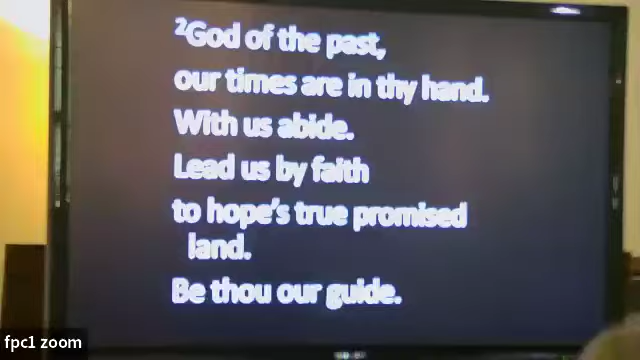 ²God of the past,
our times are in thy hand.
With us abide.
Lead us by faith
to hope's true promised
land.
Be thou our guide.
fpc1 zoom